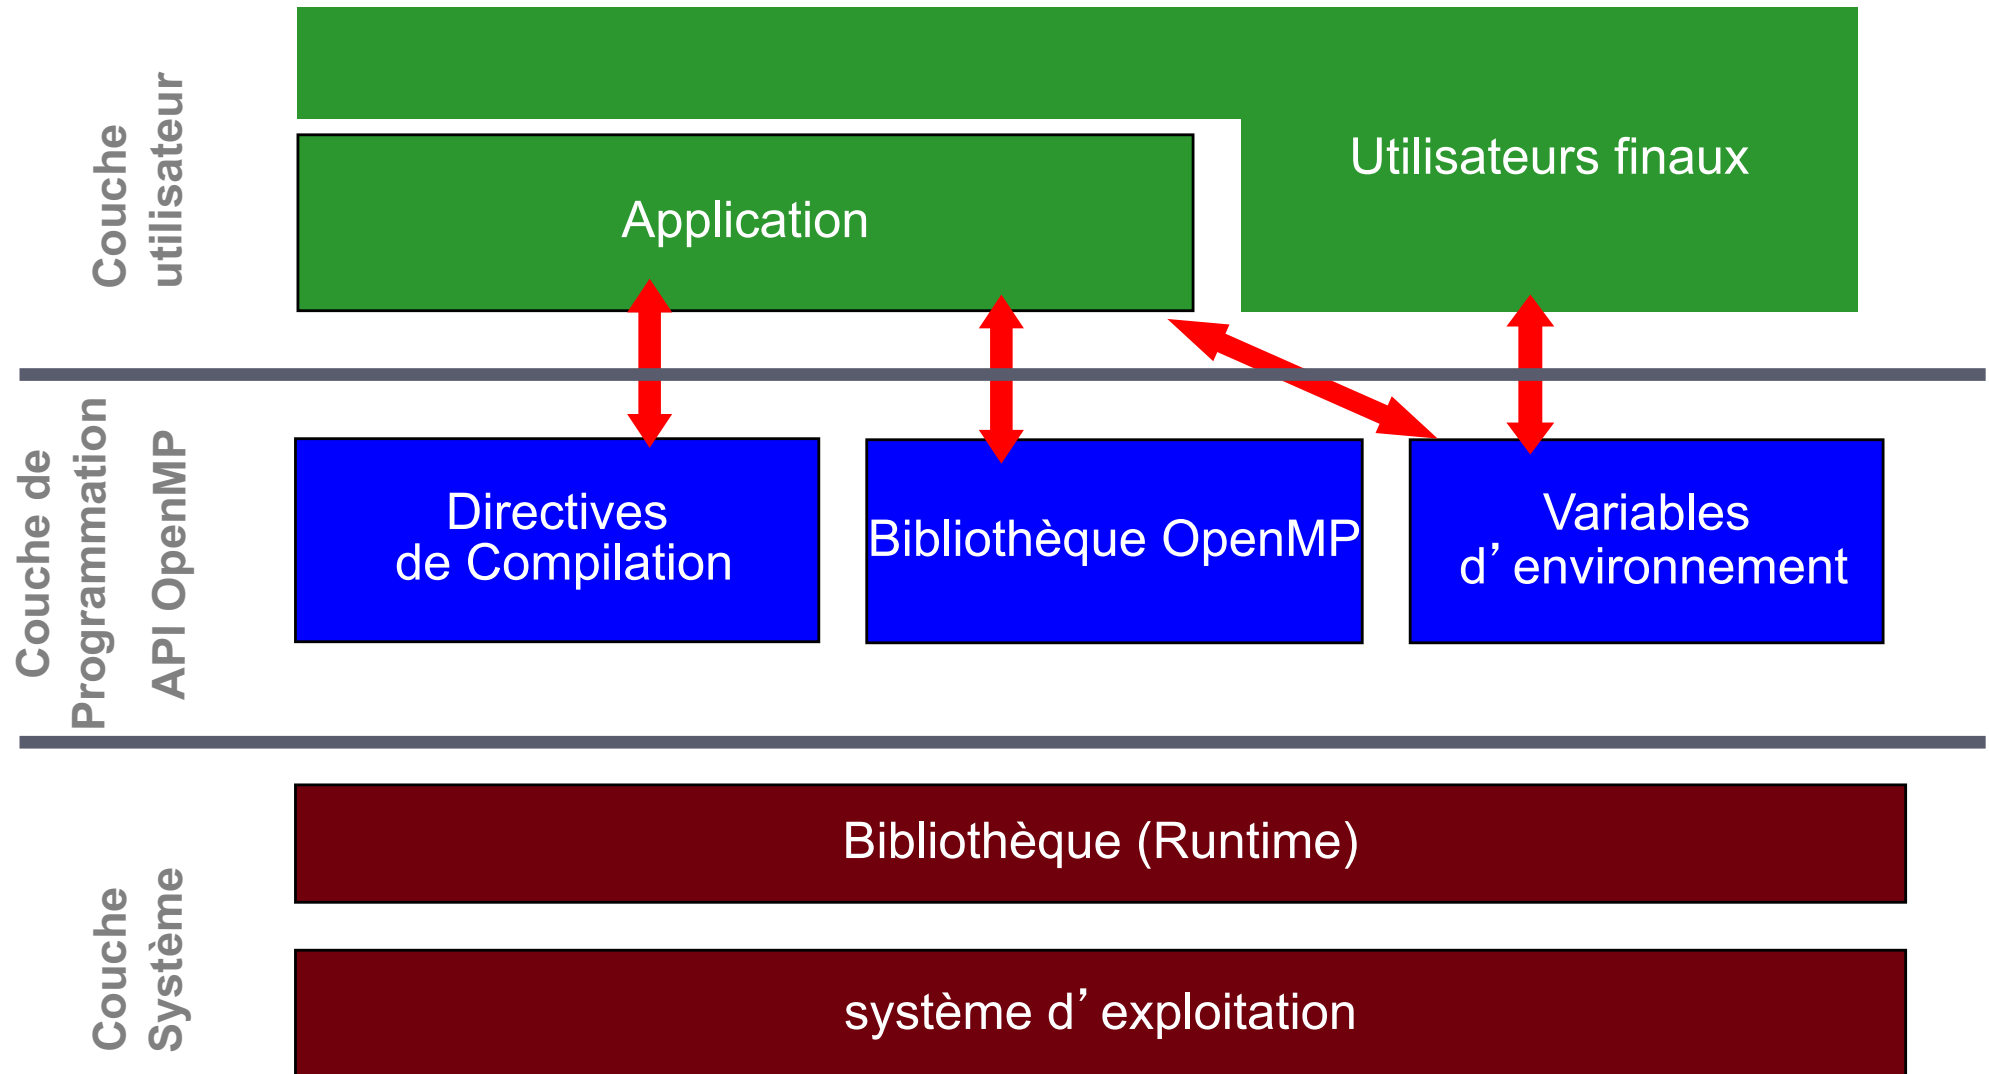 Couche
utilisateur
Utilisateurs finaux
Application
Couche de
Programmation
API OpenMP
Directives
de Compilation
Bibliothèque OpenMP
Variables
d’ environnement
Couche
Système
Bibliothèque (Runtime)
système d’ exploitation